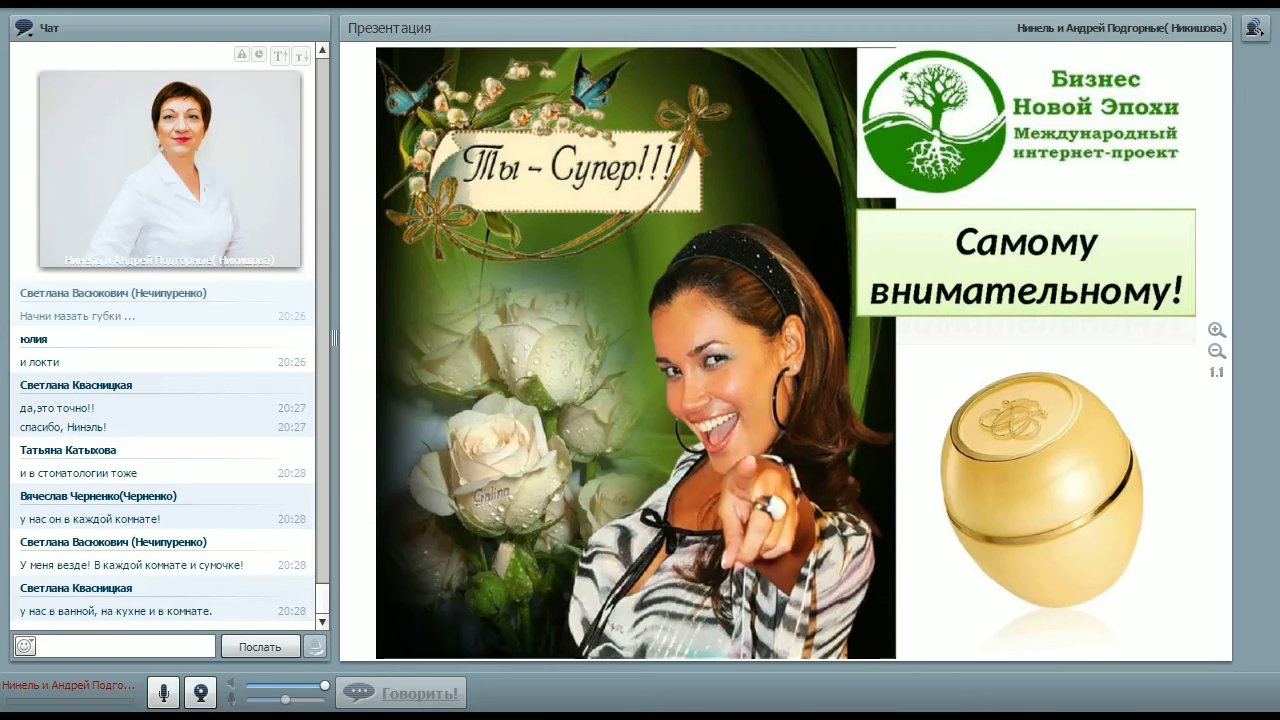 Чат
Нинель и Андрей Подгорные( Никишова)
Светлана Васюкович (Нечипуренко)
Начни мазать губки ...
20:26
юлия
и локти
20:26
Светлана Квасницкая
да,это точно!!
20:27
спасибо, Нинэль!
20:27
Татьяна Катыхова
и в стоматологии тоже
20:28
Вячеслав Черненко(Черненко)
у нас он в каждой комнате!
20:28
Светлана Васюкович (Нечипуренко)
У меня везде! В каждой комнате и сумочке!
20:28
Светлана Квасницкая
у нас в ванной, на кухне и в комнате.
20:28
Послать
Презентация
Нинель и Андрей Подгорные( Никишова)
Ты - Супер!!!
Galina
Бизнес
Новой Эпохи
Международный
интернет-проект
Самому
внимательному!
1.1
Нинель и Андрей Подго...
Говорить!